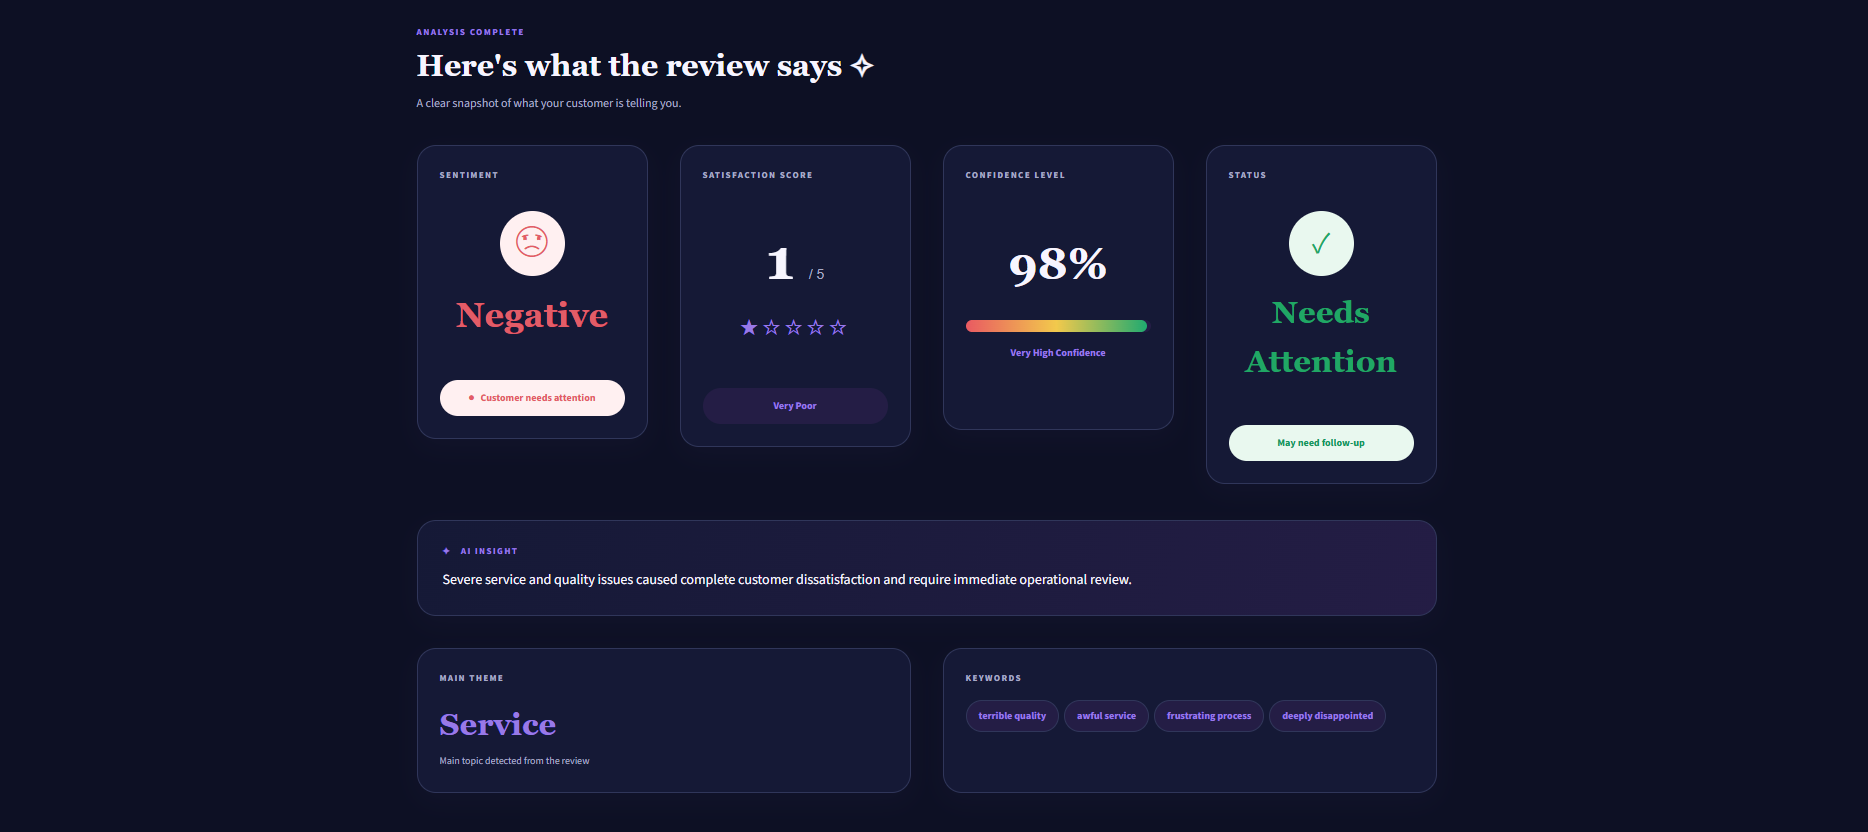 ANALYSIS COMPLETE
Here's what the review says ✧
A clear snapshot of what your customer is telling you.
SENTIMENT
Negative
● Customer needs attention
SATISFACTION SCORE
1 / 5
★☆☆☆☆
Very Poor
CONFIDENCE LEVEL
98%
Very High Confidence
STATUS
✓
Needs
Attention
May need follow-up
✦ AI INSIGHT
Severe service and quality issues caused complete customer dissatisfaction and require immediate operational review.
MAIN THEME
Service
Main topic detected from the review
KEYWORDS
terrible quality awful service frustrating process deeply disappointed